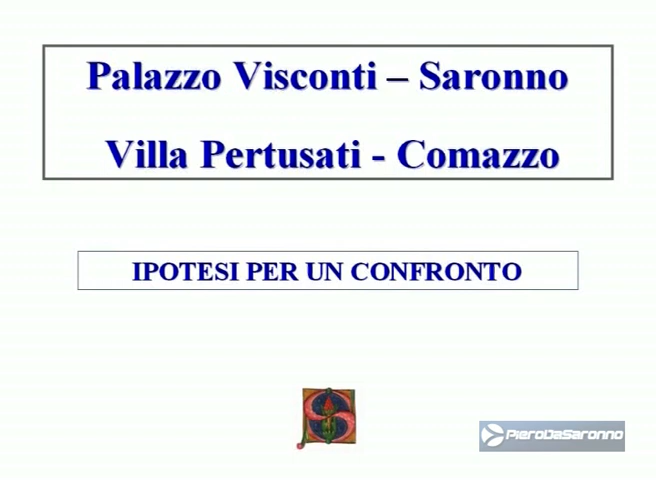 Palazzo Visconti – Saronno
Villa Pertusati - Comazzo
IPOTESI PER UN CONFRONTO
S
PieroDaSaronno